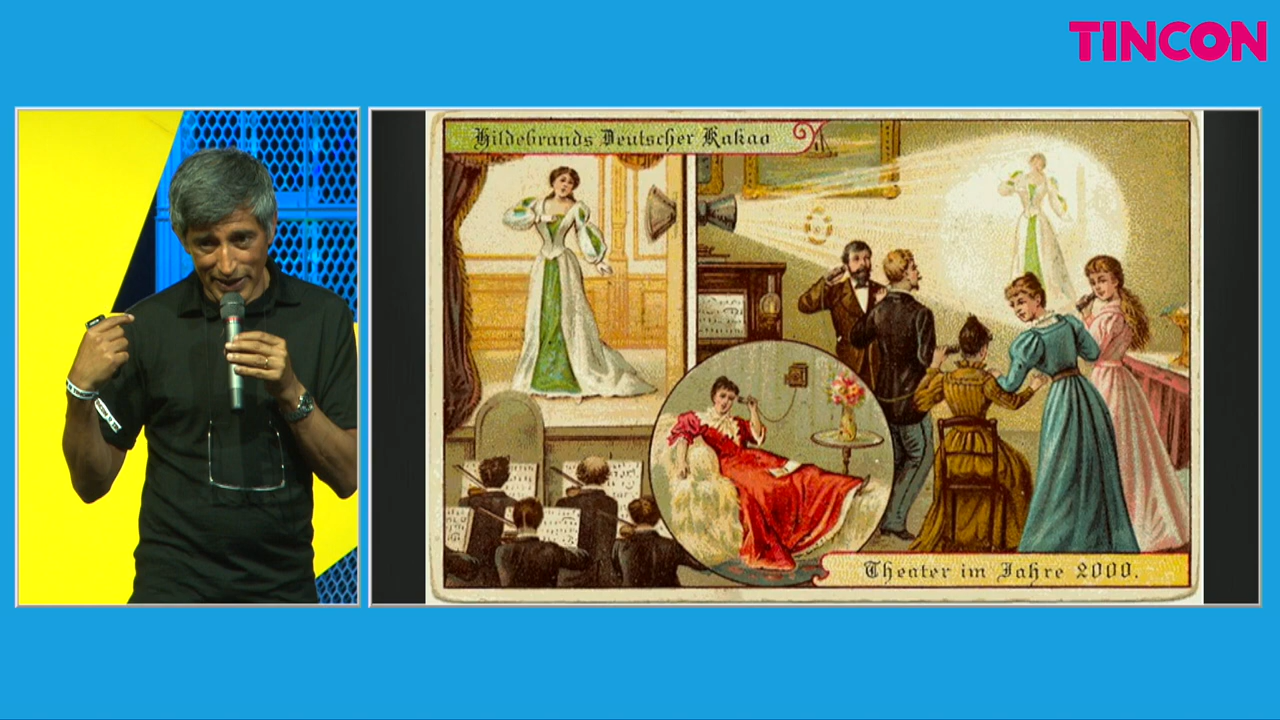 TINCON
Hildebrands Deutscher Kakao
Theater im Jahre 2000.